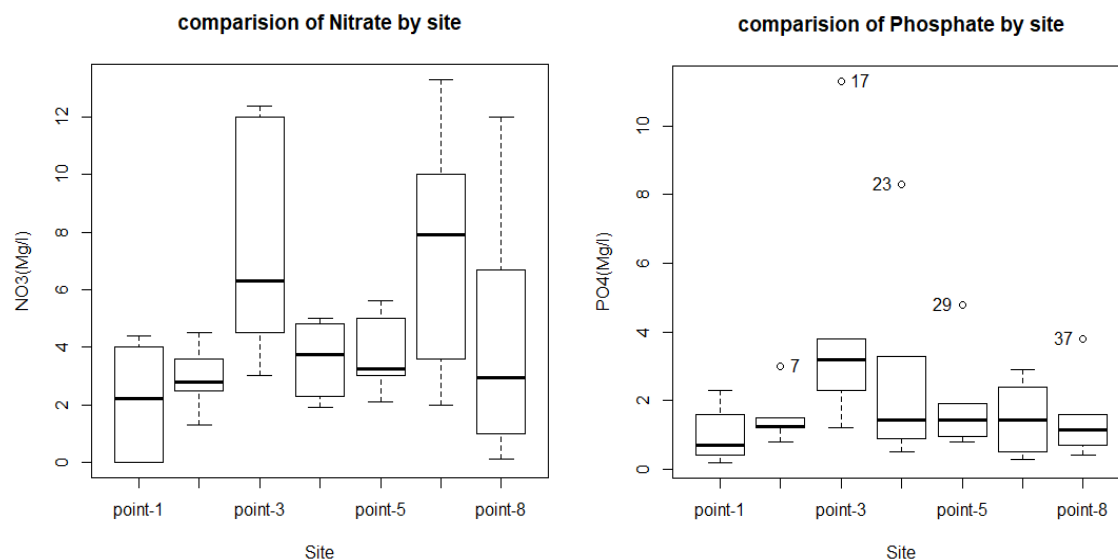 comparision of Nitrate by site
NO3(Mg/l)
12
10
8
6
4
2
0
point-1 point-3 point-5 point-8
Site
comparision of Phosphate by site
PO4(Mg/l)
10
8
6
4
2
0
17
23
29
37
7
point-1 point-3 point-5 point-8
Site